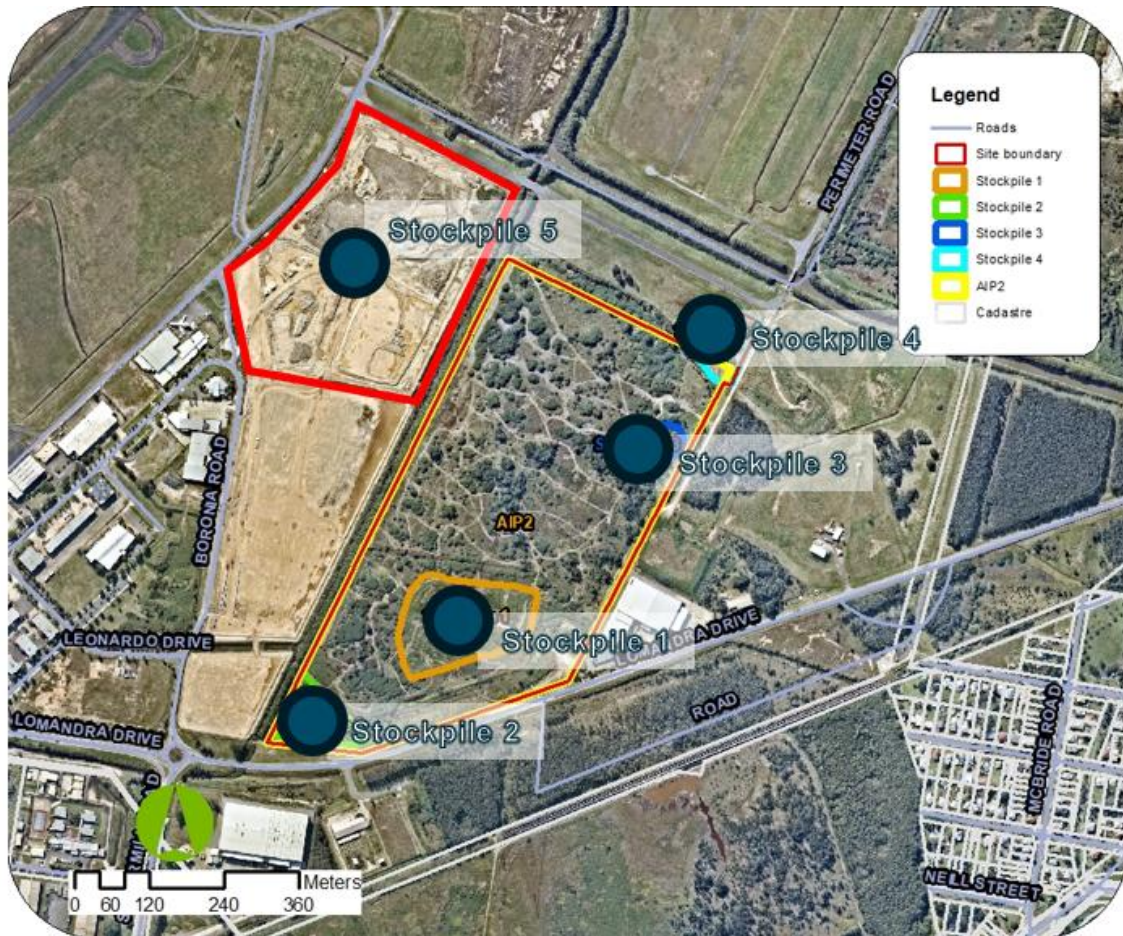 PERIMETER ROAD
Legend
Roads
Site boundary
Stockpile 1
Stockpile 2
Stockpile 3
Stockpile 4
AIP2
Cadastre
Stockpile 5
Stockpile 4
Stockpile 3
AIP2
BORONIA ROAD
Stockpile 1
LEONARDO DRIVE
LOMANDRA DRIVE
ROAD
MCBRIDE ROAD
Stockpile 2
LOMANDRA DRIVE
NELL STREET
Meters
0 60 120 240 360